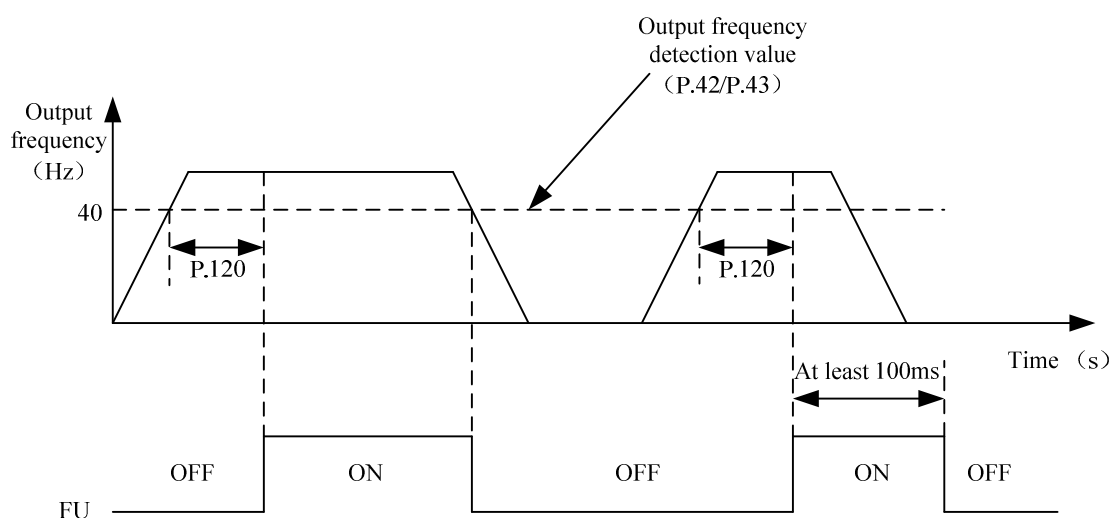 Output frequency
detection value
（P.42/P.43）
Output
frequency
（Hz）
40
P.120
P.120
Time （s）
At least 100ms
OFF
ON
OFF
ON
OFF
FU